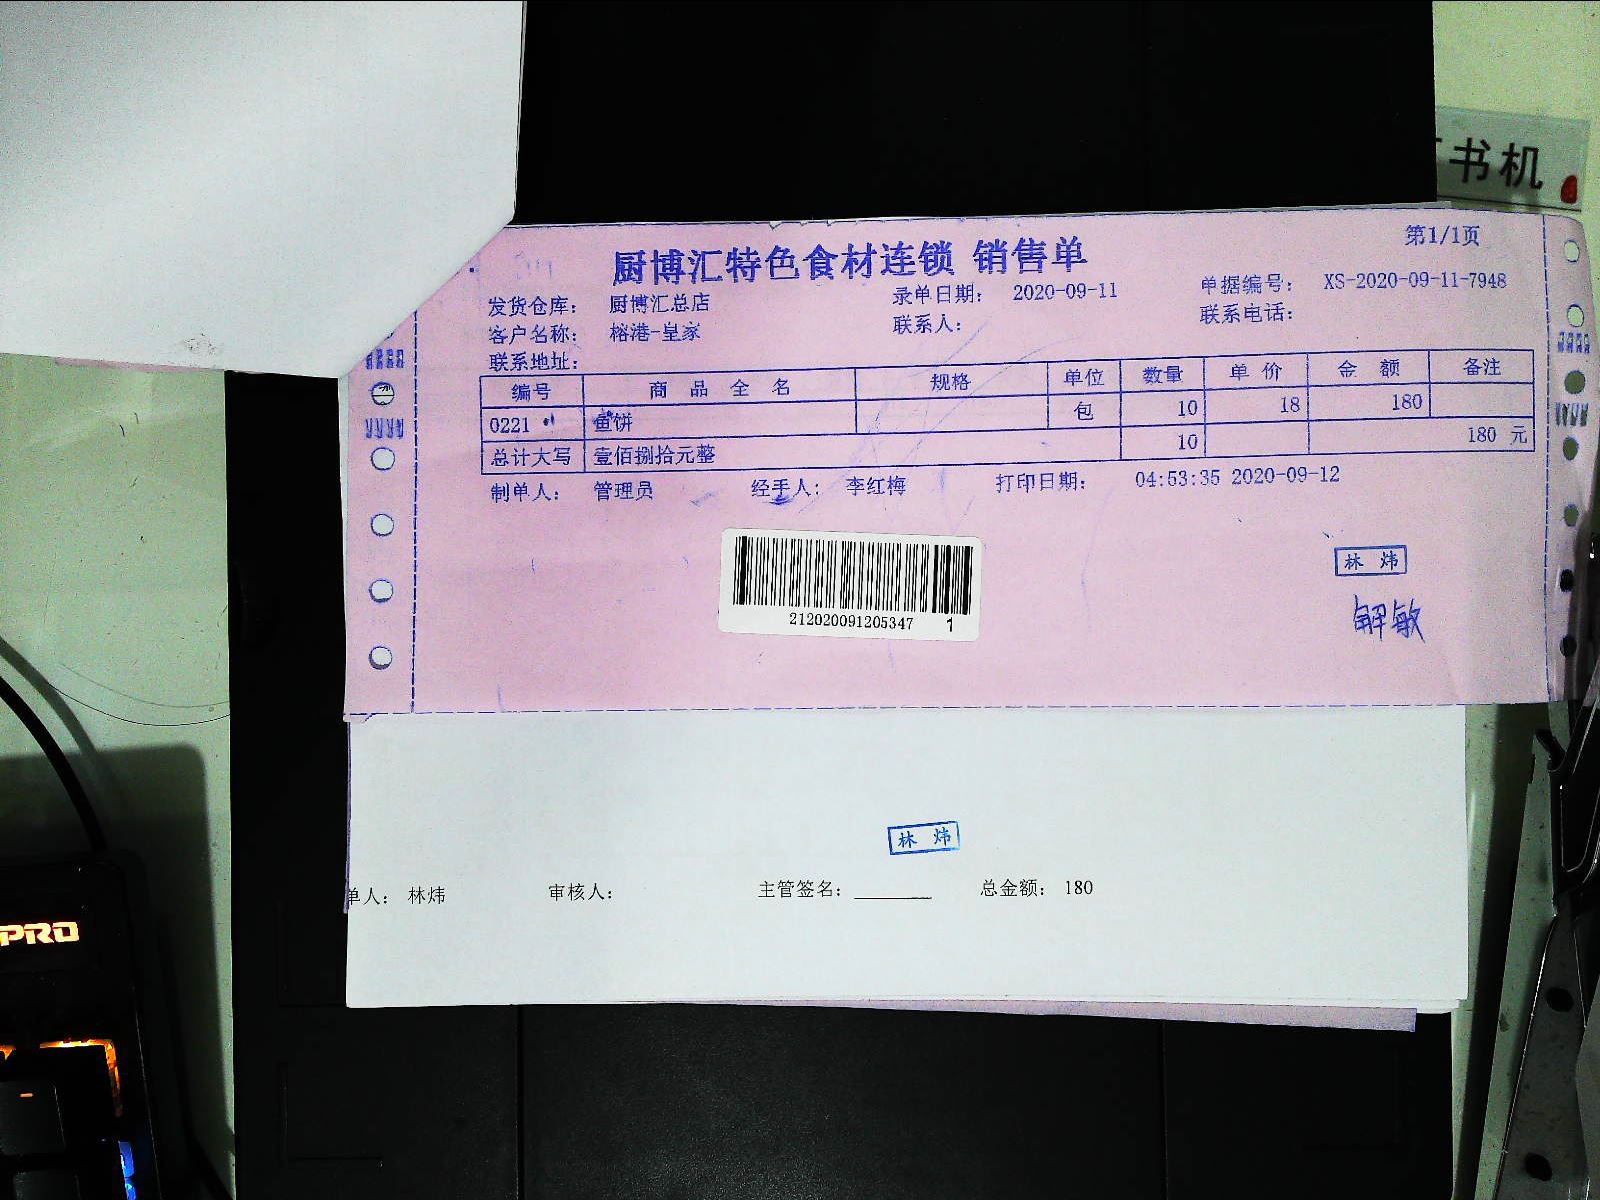 书机
第1/1页
厨博汇特色食材连锁 销售单
发货仓库： 厨博汇总店 录单日期： 2020-09-11 单据编号： XS-2020-09-11-7948
客户名称： 榕港-皇家 联系人： 联系电话：
联系地址：
编号 商 品 全 名 规格 单位 数量 单 价 金 额 备注
0221 鱼饼 包 10 18 180
总计大写 壹佰捌拾元整 10 180 元
制单人： 管理员 经手人： 李红梅 打印日期： 04:53:35 2020-09-12
林 炜
212020091205347 1
解敏
林 炜
单人： 林炜 审核人： 主管签名： 总金额： 180
PRO